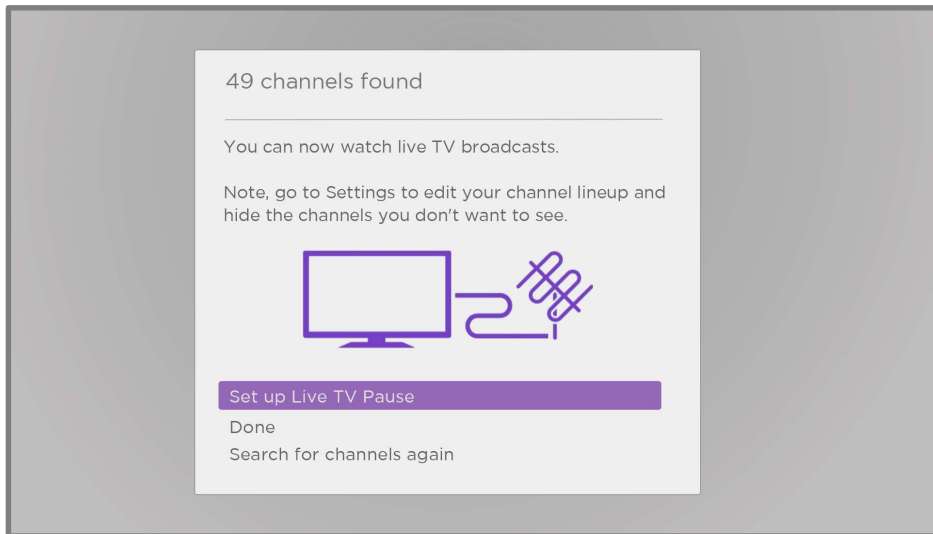 49 channels found
You can now watch live TV broadcasts.
Note, go to Settings to edit your channel lineup and
hide the channels you don't want to see.
Set up Live TV Pause
Done
Search for channels again